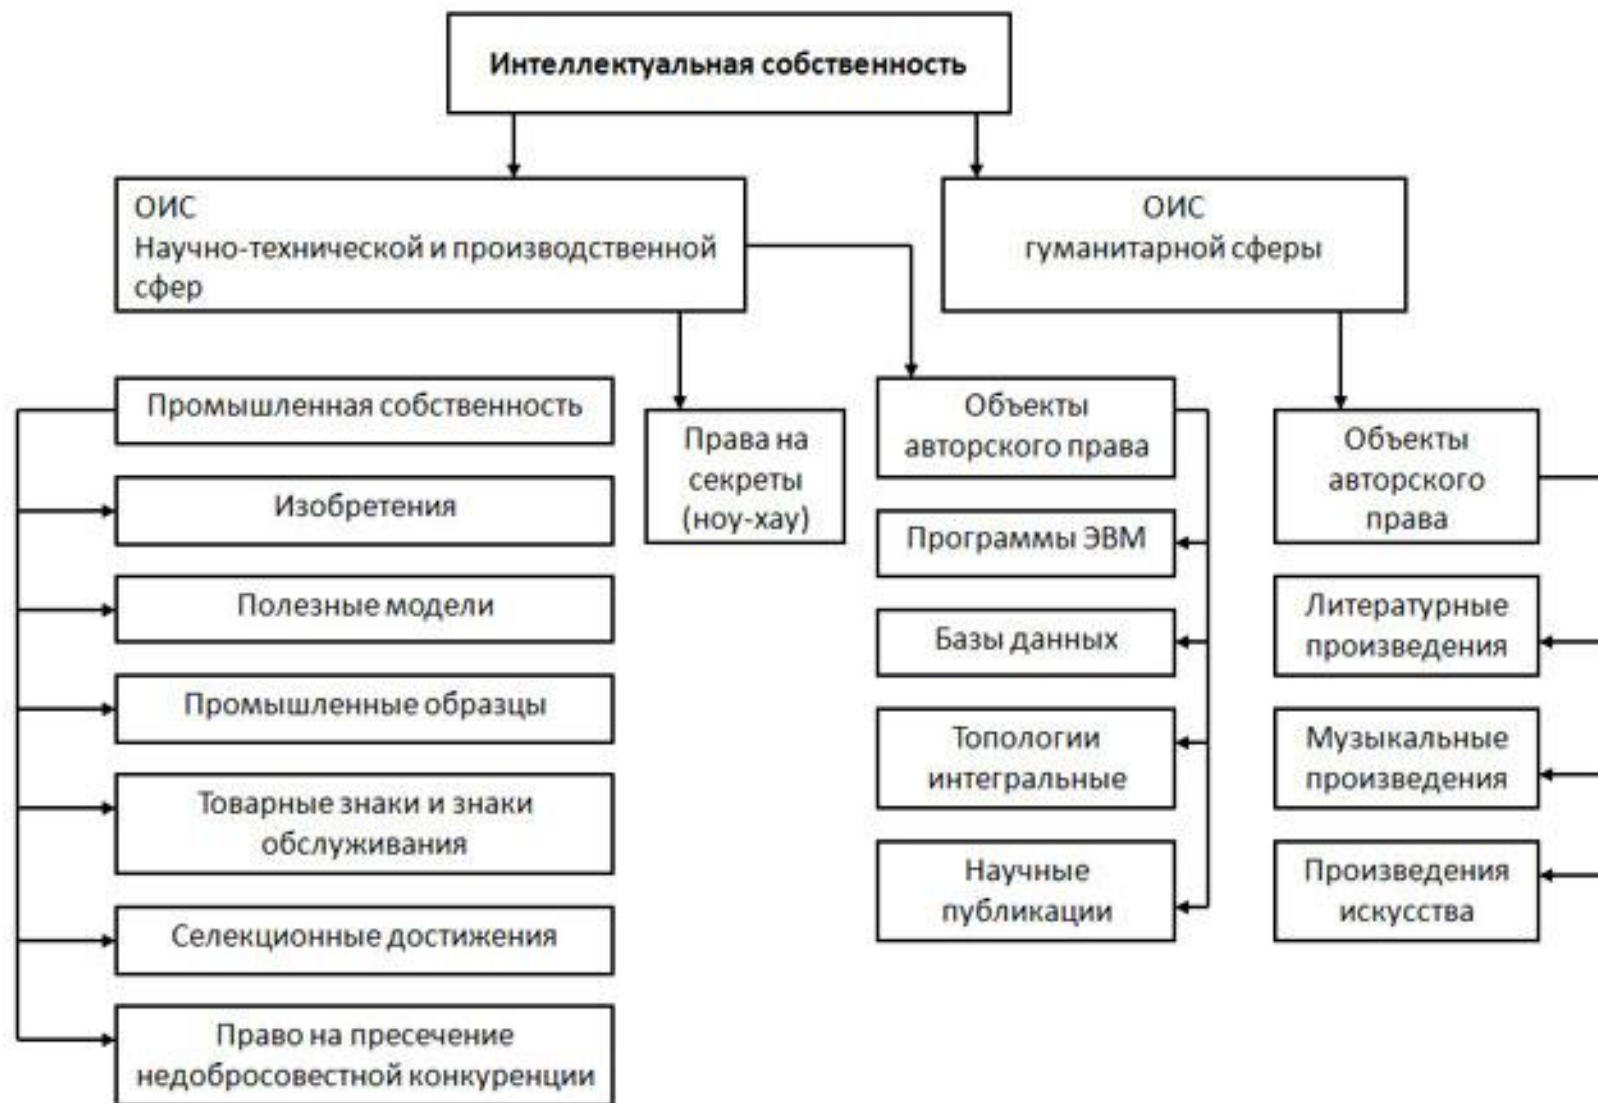 Интеллектуальная собственность
ОИС
Научно-технической и производственной
сфер
ОИС
гуманитарной сферы
Промышленная собственность
Изобретения
Полезные модели
Промышленные образцы
Товарные знаки и знаки
обслуживания
Селекционные достижения
Право на пресечение
недобросовестной конкуренции
Права на
секреты
(ноу-хау)
Объекты
авторского права
Программы ЭВМ
Базы данных
Топологии
интегральные
Научные
публикации
Объекты
авторского
права
Литературные
произведения
Музыкальные
произведения
Произведения
искусства